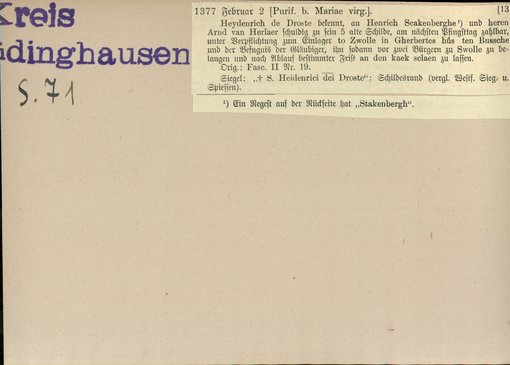 Kreis
üdinghausen
S. 71
1377 Februar 2 [Purif. b. Mariae virg.]. [13
Heydenrich de Droste bekennt, an Henrich Scakenberghe¹) und heren
Arnd van Herlaer schuldig zu sein 5 alte Schilde, am nächsten Pfingsttag zahlbar,
unter Verpflichtung zum Einlager to Zwolle in Gherbertes hûs ten Bussche
und der Befugnis der Gläubiger, ihn sodann vor zwei Bürgern zu Swolle zu be-
langen und nach Ablauf bestimmter Frist an den kaek sclaen zu lassen.
Orig.: Fasc. II Nr. 19.
Siegel: „† S. Heidenrici dei Droste“: Schildesrand (vergl. Westf. Sieg. u.
Spiessen).
¹) Ein Regest auf der Rückseite hat „Stakenbergh“.